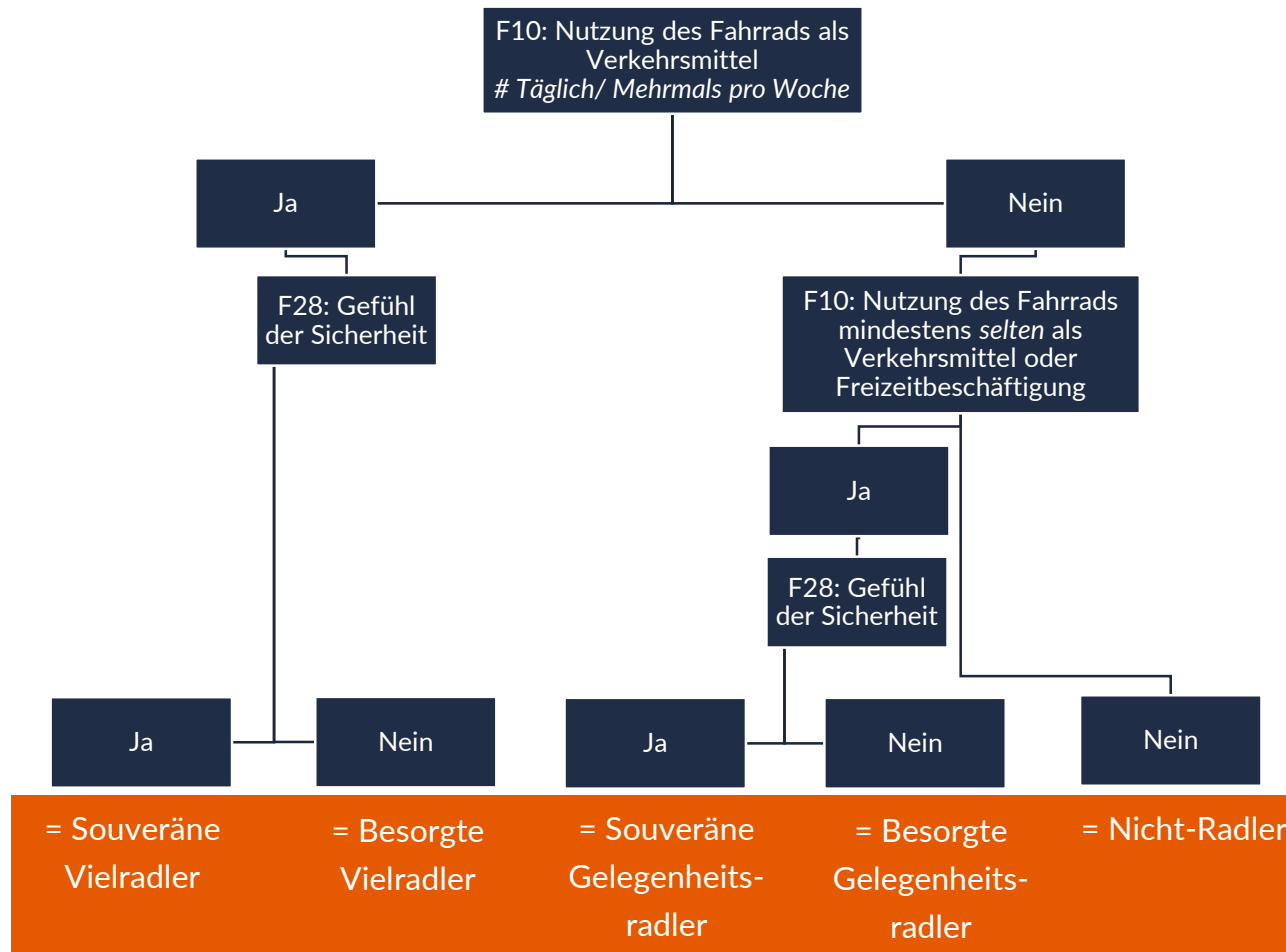 F10: Nutzung des Fahrrads als
Verkehrsmittel
# Täglich/ Mehrmals pro Woche
Ja
Nein
F28: Gefühl
der Sicherheit
F10: Nutzung des Fahrrads
mindestens selten als
Verkehrsmittel oder
Freizeitbeschäftigung
Ja
F28: Gefühl
der Sicherheit
Ja
Nein
Ja
Nein
Nein
= Souveräne
Vielradler
= Besorgte
Vielradler
= Souveräne
Gelegenheits-
radler
= Besorgte
Gelegenheits-
radler
= Nicht-Radler